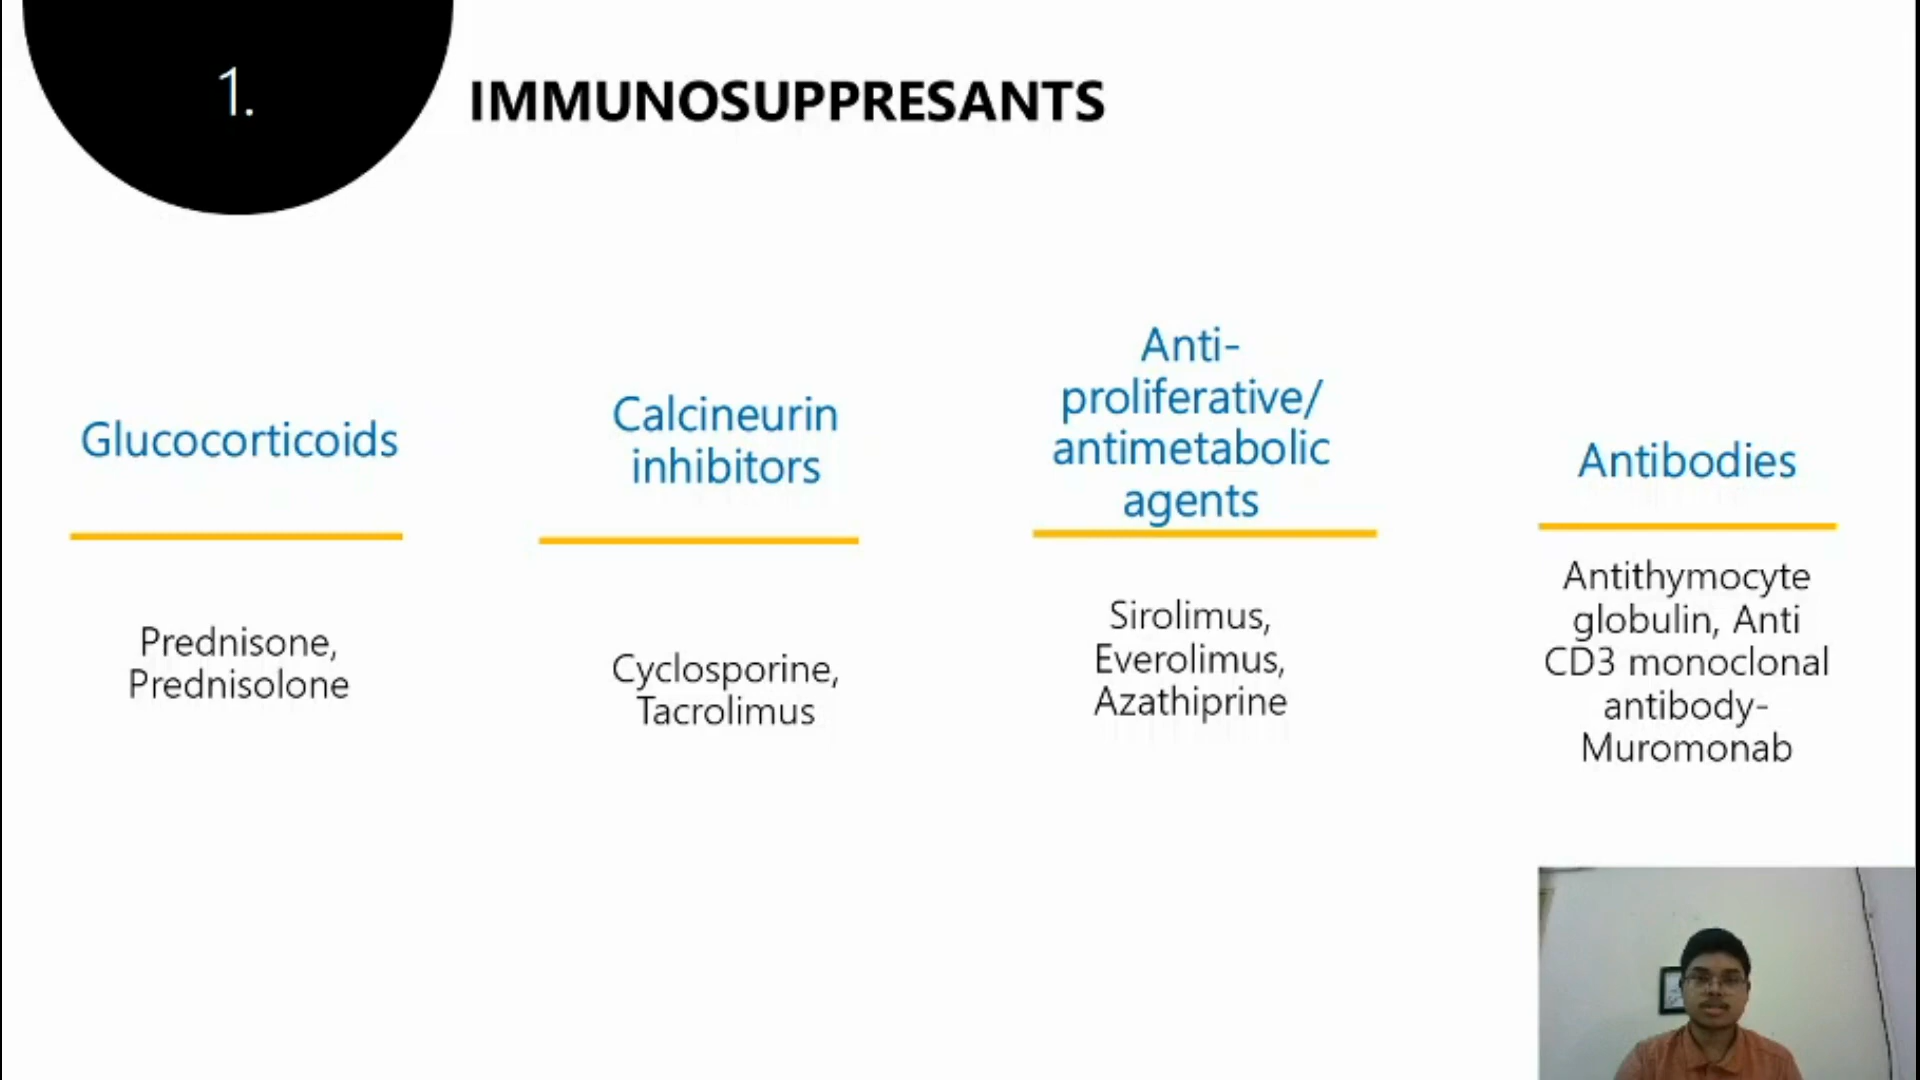 1.
IMMUNOSUPPRESANTS
Glucocorticoids
Prednisone,
Prednisolone
Calcineurin
inhibitors
Cyclosporine,
Tacrolimus
Anti-
proliferative/
antimetabolic
agents
Sirolimus,
Everolimus,
Azathiprine
Antibodies
Antithymocyte
globulin, Anti
CD3 monoclonal
antibody-
Muromonab